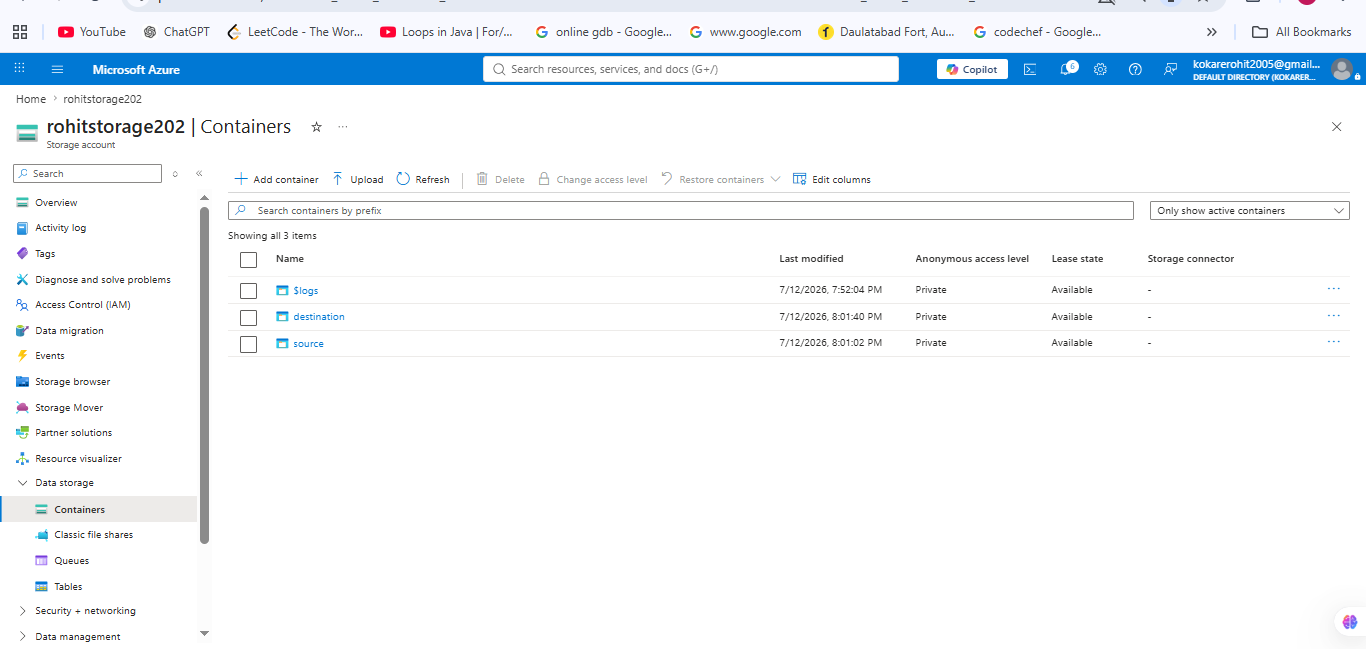 YouTube ChatGPT LeetCode - The Wor... Loops in Java | For/... online gdb - Google... www.google.com Daulatabad Fort, Au... codechef - Google... » All Bookmarks
Microsoft Azure Search resources, services, and docs (G+/) Copilot 6 kokarerohit2005@gmail...
DEFAULT DIRECTORY (KOKARER...
Home > rohitstorage202
rohitstorage202 | Containers ☆ ...
Storage account
Search
+ Add container Upload Refresh Delete Change access level Restore containers Edit columns
Search containers by prefix Only show active containers
Showing all 3 items
Name Last modified Anonymous access level Lease state Storage connector
$logs 7/12/2026, 7:52:04 PM Private Available - ...
destination 7/12/2026, 8:01:40 PM Private Available - ...
source 7/12/2026, 8:01:02 PM Private Available - ...
Overview
Activity log
Tags
Diagnose and solve problems
Access Control (IAM)
Data migration
Events
Storage browser
Storage Mover
Partner solutions
Resource visualizer
Data storage
Containers
Classic file shares
Queues
Tables
Security + networking
Data management